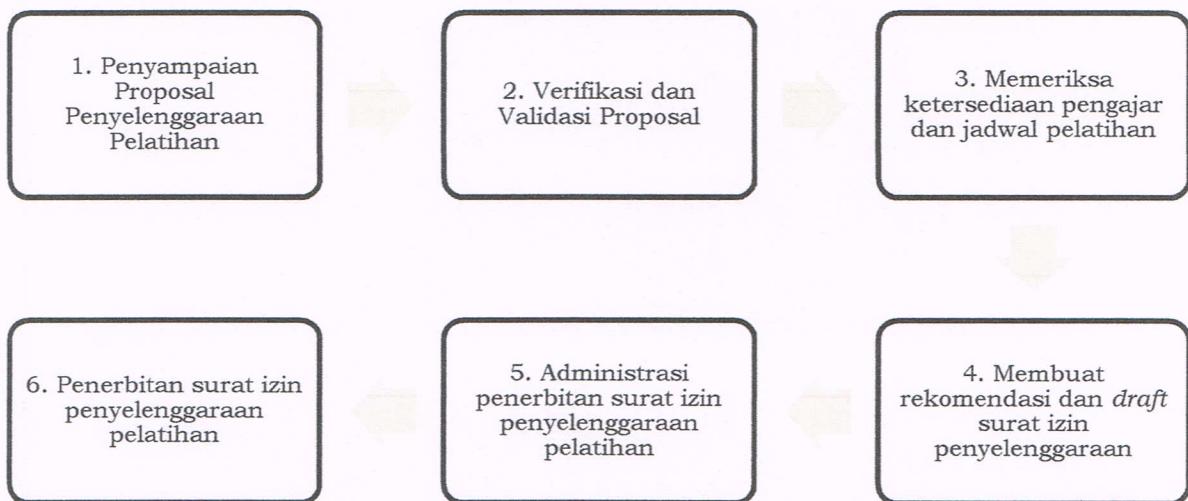 1. Penyampaian
Proposal
Penyelenggaraan
Pelatihan
2. Verifikasi dan
Validasi Proposal
3. Memeriksa
ketersediaan pengajar
dan jadwal pelatihan
4. Membuat
rekomendasi dan draft
surat izin
penyelenggaraan
5. Administrasi
penerbitan surat izin
penyelenggaraan
pelatihan
6. Penerbitan surat izin
penyelenggaraan
pelatihan